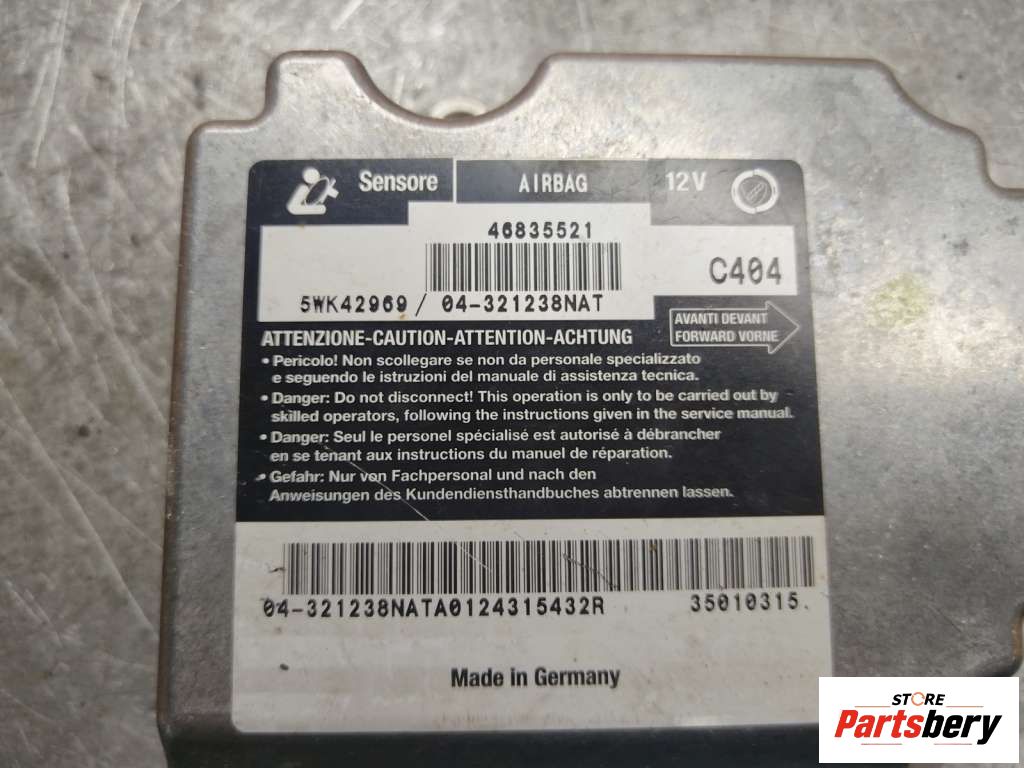 Sensore AIRBAG 12V
46835521
C404
5WK42969 / 04-321238NAT
ATTENZIONE-CAUTION-ATTENTION-ACHTUNG
AVANTI DEVANT
FORWARD VORNE
• Pericolo! Non scollegare se non da personale specializzato
e seguendo le istruzioni del manuale di assistenza tecnica.
• Danger: Do not disconnect! This operation is only to be carried out by
skilled operators, following the instructions given in the service manual.
• Danger: Seul le personel spécialisé est autorisé à débrancher
en se tenant aux instructions du manuel de réparation.
• Gefahr: Nur von Fachpersonal und nach den
Anweisungen des Kundendiensthandbuches abtrennen lassen.
04-321238NATA0124315432R 35010315.
Made in Germany
STORE
Partsbery